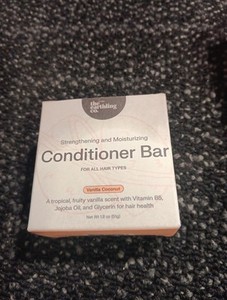 the
earthling
co.
Strengthening and Moisturizing
Conditioner Bar
FOR ALL HAIR TYPES
Vanilla Coconut
A tropical, fruity vanilla scent with Vitamin B5,
Jojoba Oil, and Glycerin for hair health